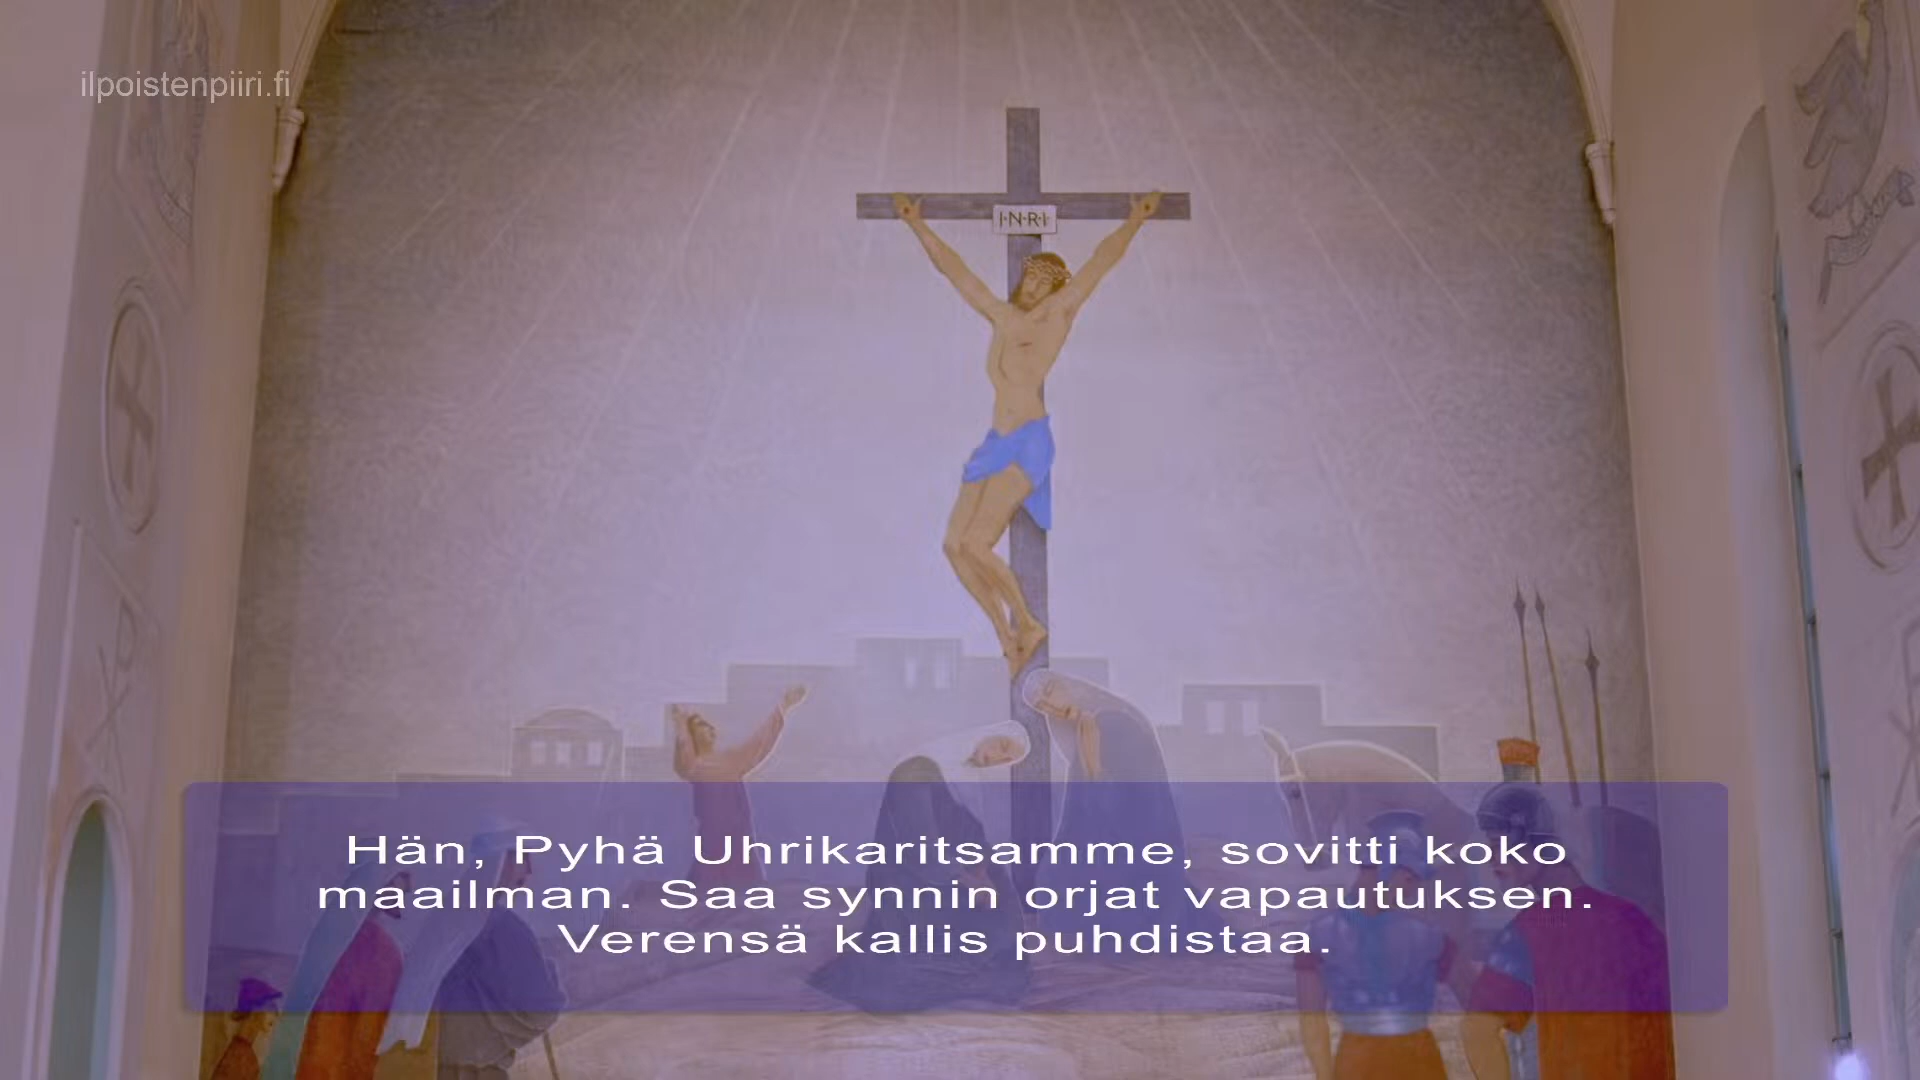 ilpoistenpiiri.fi
I·N·R·I
Hän, Pyhä Uhrikaritsamme, sovitti koko
maailman. Saa synnin orjat vapautuksen.
Verensä kallis puhdistaa.